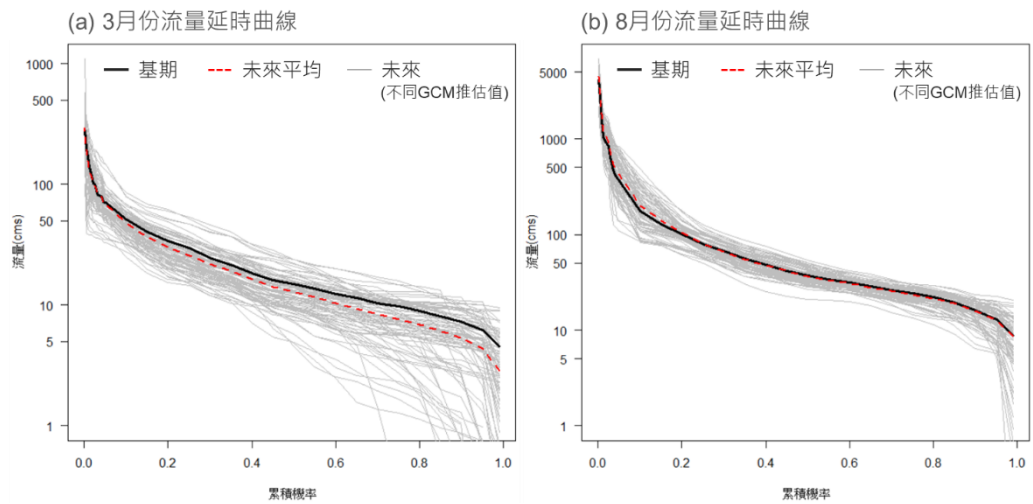 (a) 3月份流量延時曲線
1000
500
100
50
10
5
1
流量(cms)
基期
未來平均
未來
(不同GCM推估值)
0.0 0.2 0.4 0.6 0.8 1.0
累積機率
(b) 8月份流量延時曲線
5000
1000
500
100
50
10
5
1
流量(cms)
基期
未來平均
未來
(不同GCM推估值)
0.0 0.2 0.4 0.6 0.8 1.0
累積機率